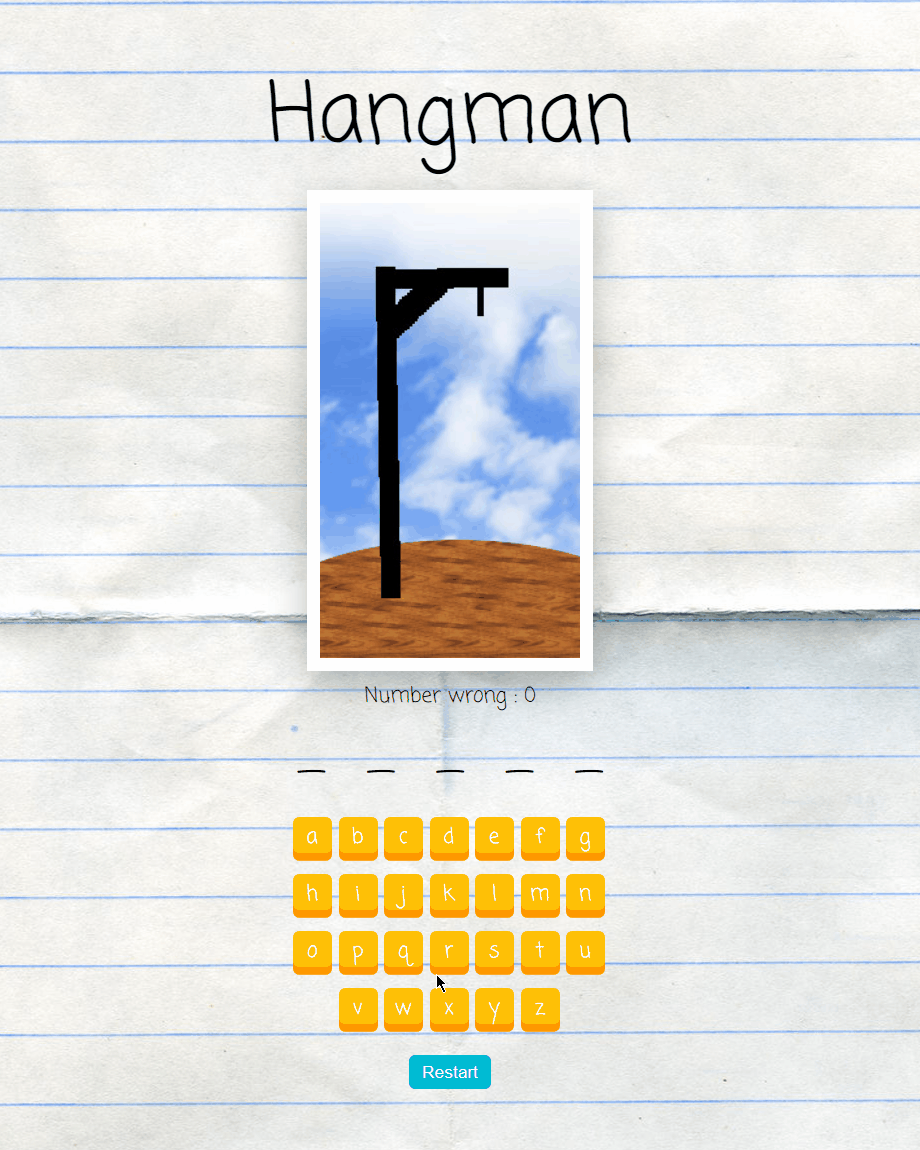 Hangman
Number wrong : 0
_ _ _ _ _
a b c d e f g
h i j k l m n
o p q r s t u
v w x y z
Restart